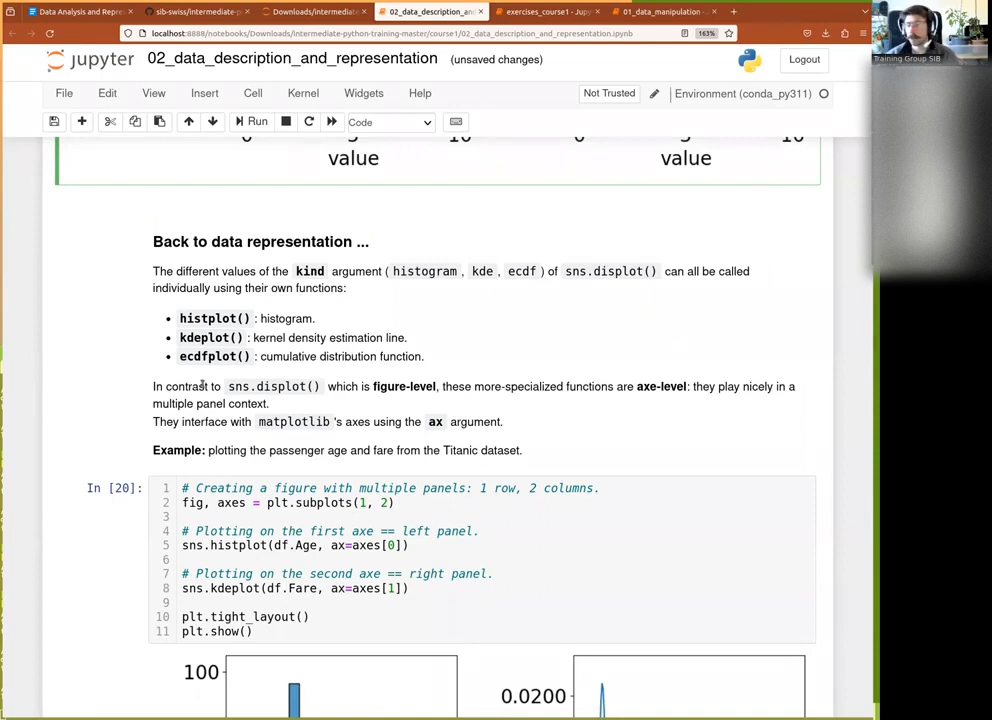 Data Analysis and Repre
sib-swiss/intermediate-p
Downloads/intermediate
02_data_description_and
exercises_course1 - Jupyt
01_data_manipulation - J
localhost:8888/notebooks/Downloads/intermediate-python-training-master/course1/02_data_description_and_representation.ipynb
163%
Training Group SIB
jupyter 02_data_description_and_representation (unsaved changes)
Logout
File Edit View Insert Cell Kernel Widgets Help
Not Trusted
Environment (conda_py311)
Run
Code
0 5 10 0 5 10
value value
Back to data representation ...
The different values of the kind argument ( histogram , kde , ecdf ) of sns.displot() can all be called
individually using their own functions:
• histplot() : histogram.
• kdeplot() : kernel density estimation line.
• ecdfplot() : cumulative distribution function.
In contrast to sns.displot() which is figure-level, these more-specialized functions are axe-level: they play nicely in a
multiple panel context.
They interface with matplotlib 's axes using the ax argument.
Example: plotting the passenger age and fare from the Titanic dataset.
In [20]:
1 # Creating a figure with multiple panels: 1 row, 2 columns.
2 fig, axes = plt.subplots(1, 2)
3
4 # Plotting on the first axe == left panel.
5 sns.histplot(df.Age, ax=axes[0])
6
7 # Plotting on the second axe == right panel.
8 sns.kdeplot(df.Fare, ax=axes[1])
9
10 plt.tight_layout()
11 plt.show()
100
0.0200